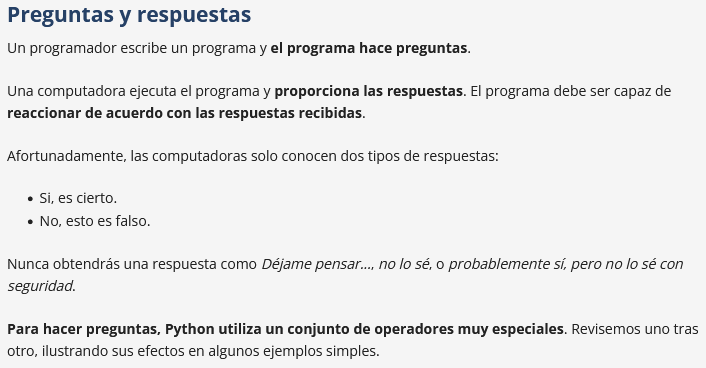 Preguntas y respuestas
Un programador escribe un programa y el programa hace preguntas.
Una computadora ejecuta el programa y proporciona las respuestas. El programa debe ser capaz de
reaccionar de acuerdo con las respuestas recibidas.
Afortunadamente, las computadoras solo conocen dos tipos de respuestas:
• Si, es cierto.
• No, esto es falso.
Nunca obtendrás una respuesta como Déjame pensar..., no lo sé, o probablemente sí, pero no lo sé con
seguridad.
Para hacer preguntas, Python utiliza un conjunto de operadores muy especiales. Revisemos uno tras
otro, ilustrando sus efectos en algunos ejemplos simples.